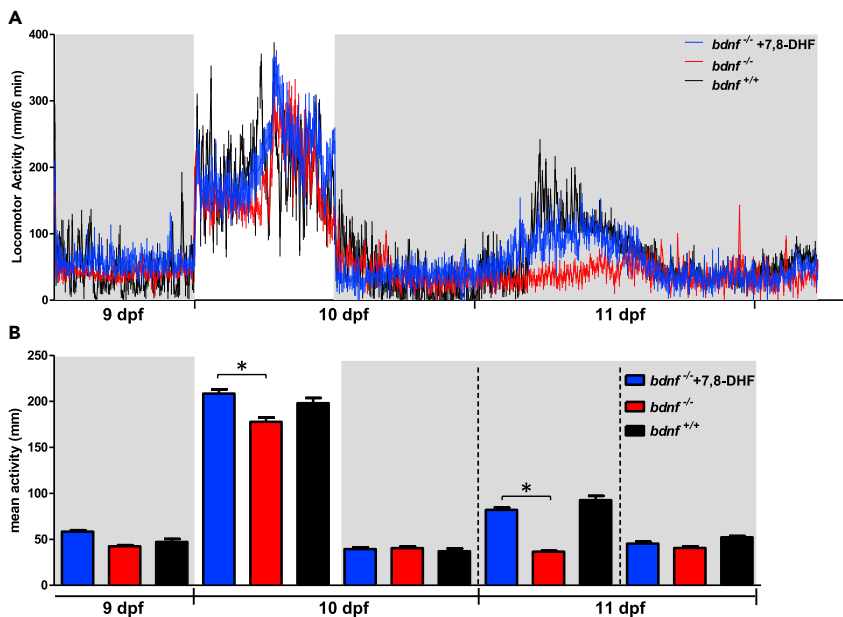 A
400
300
200
100
0
Locomotor Activity (mm/6 min)
bdnf -/- +7,8-DHF
bdnf -/-
bdnf +/+
9 dpf
10 dpf
11 dpf
B
250
200
150
100
50
0
mean activity (mm)
*
*
bdnf -/-+7,8-DHF
bdnf -/-
bdnf +/+
9 dpf
10 dpf
11 dpf